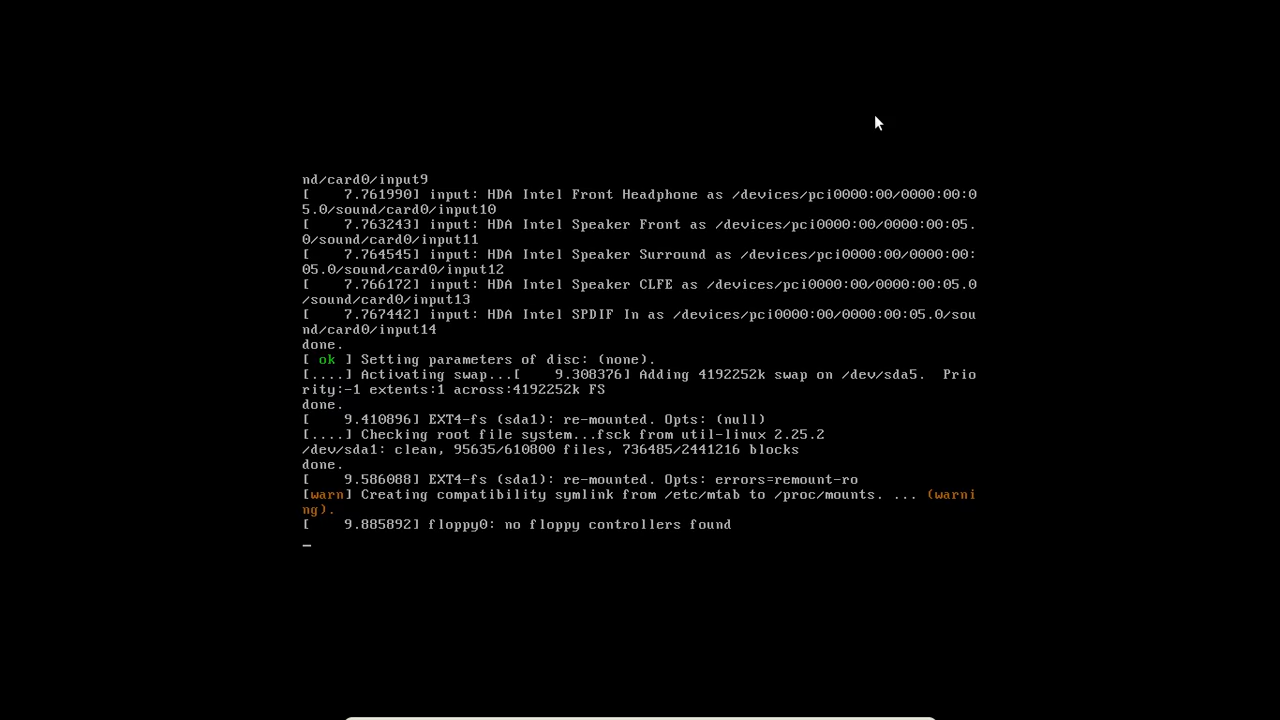 nd/card0/input9
[    7.761990] input: HDA Intel Front Headphone as /devices/pci0000:00/0000:00:0
5.0/sound/card0/input10
[    7.763243] input: HDA Intel Speaker Front as /devices/pci0000:00/0000:00:05.
0/sound/card0/input11
[    7.764545] input: HDA Intel Speaker Surround as /devices/pci0000:00/0000:00:
05.0/sound/card0/input12
[    7.766172] input: HDA Intel Speaker CLFE as /devices/pci0000:00/0000:00:05.0
/sound/card0/input13
[    7.767442] input: HDA Intel SPDIF In as /devices/pci0000:00/0000:00:05.0/sou
nd/card0/input14
done.
[ ok ] Setting parameters of disc: (none).
[....] Activating swap...[    9.308376] Adding 4192252k swap on /dev/sda5.  Prio
rity:-1 extents:1 across:4192252k FS
done.
[    9.410896] EXT4-fs (sda1): re-mounted. Opts: (null)
[....] Checking root file system...fsck from util-linux 2.25.2
/dev/sda1: clean, 95635/610800 files, 736485/2441216 blocks
done.
[    9.586088] EXT4-fs (sda1): re-mounted. Opts: errors=remount-ro
[warn] Creating compatibility symlink from /etc/mtab to /proc/mounts. ... (warni
ng).
[    9.885892] floppy0: no floppy controllers found
_